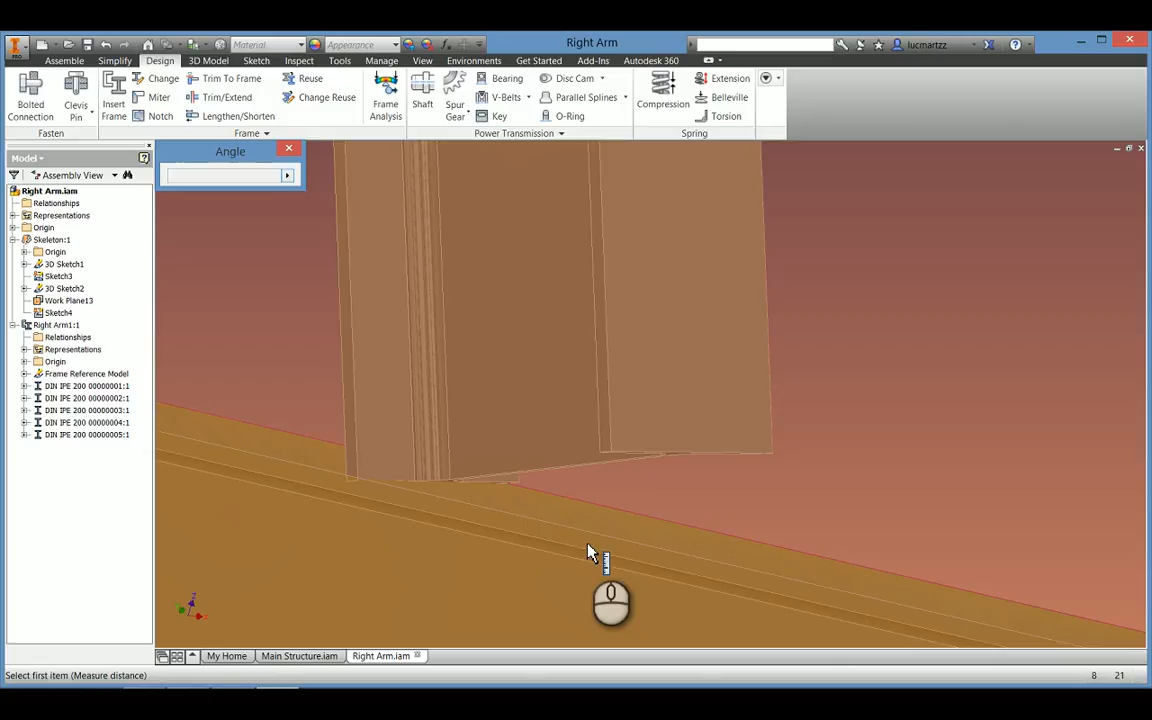 Material
Appearance
Right Arm
lucmartzz
PRO
Assemble Simplify Design 3D Model Sketch Inspect Tools Manage View Environments Get Started Add-Ins Autodesk 360
Bolted Connection
Clevis Pin
Fasten
Insert Frame
Change
Miter
Notch
Trim To Frame
Trim/Extend
Lengthen/Shorten
Reuse
Change Reuse
Frame Analysis
Frame
Shaft
Spur Gear
Bearing
V-Belts
Key
Disc Cam
Parallel Splines
O-Ring
Power Transmission
Compression
Extension
Belleville
Torsion
Spring
Model
Assembly View
Right Arm.iam
Relationships
Representations
Origin
Skeleton:1
Origin
3D Sketch1
Sketch3
3D Sketch2
Work Plane13
Sketch4
Right Arm1:1
Relationships
Representations
Origin
Frame Reference Model
DIN IPE 200 00000001:1
DIN IPE 200 00000002:1
DIN IPE 200 00000003:1
DIN IPE 200 00000004:1
DIN IPE 200 00000005:1
Angle
z
x
My Home Main Structure.iam Right Arm.iam
Select first item (Measure distance) 8 21